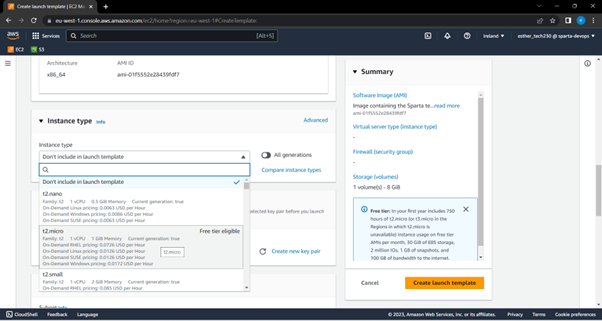 Create launch template | EC2 M
eu-west-1.console.aws.amazon.com/ec2/home?region=eu-west-1#CreateTemplate:
aws
Services
Search
[Alt+S]
Ireland
esther_tech230 @ sparta-devops
EC2
S3
Architecture
AMI ID
x86_64
ami-01f5552e28439fdf7
Instance type Info
Advanced
Instance type
Don't include in launch template
All generations
Compare instance types
Don't include in launch template
t2.nano
Family: t2 1 vCPU 0.5 GiB Memory Current generation: true
On-Demand Linux pricing: 0.0063 USD per Hour
On-Demand Windows pricing: 0.0086 USD per Hour
On-Demand SUSE pricing: 0.0063 USD per Hour
t2.micro
Free tier eligible
Family: t2 1 vCPU 1 GiB Memory Current generation: true
On-Demand RHEL pricing: 0.0726 USD per Hour
On-Demand Linux pricing: 0.0126 USD per Hour
On-Demand SUSE pricing: 0.0126 USD per Hour
On-Demand Windows pricing: 0.0172 USD per Hour
t2.micro
t2.small
Family: t2 1 vCPU 2 GiB Memory Current generation: true
On-Demand RHEL pricing: 0.085 USD per Hour
selected key pair before you launch
Create new key pair
Summary
Software Image (AMI)
Image containing the Sparta te...read more
ami-01f5552e28439fdf7
Virtual server type (instance type)
-
Firewall (security group)
-
Storage (volumes)
1 volume(s) - 8 GiB
Free tier: In your first year includes 750
hours of t2.micro (or t3.micro in the
Regions in which t2.micro is
unavailable) instance usage on free tier
AMIs per month, 30 GiB of EBS storage,
2 million IOs, 1 GB of snapshots, and
100 GB of bandwidth to the internet.
Cancel
Create launch template
CloudShell
Feedback
Language
© 2023, Amazon Web Services, Inc. or its affiliates.
Privacy
Terms
Cookie preferences